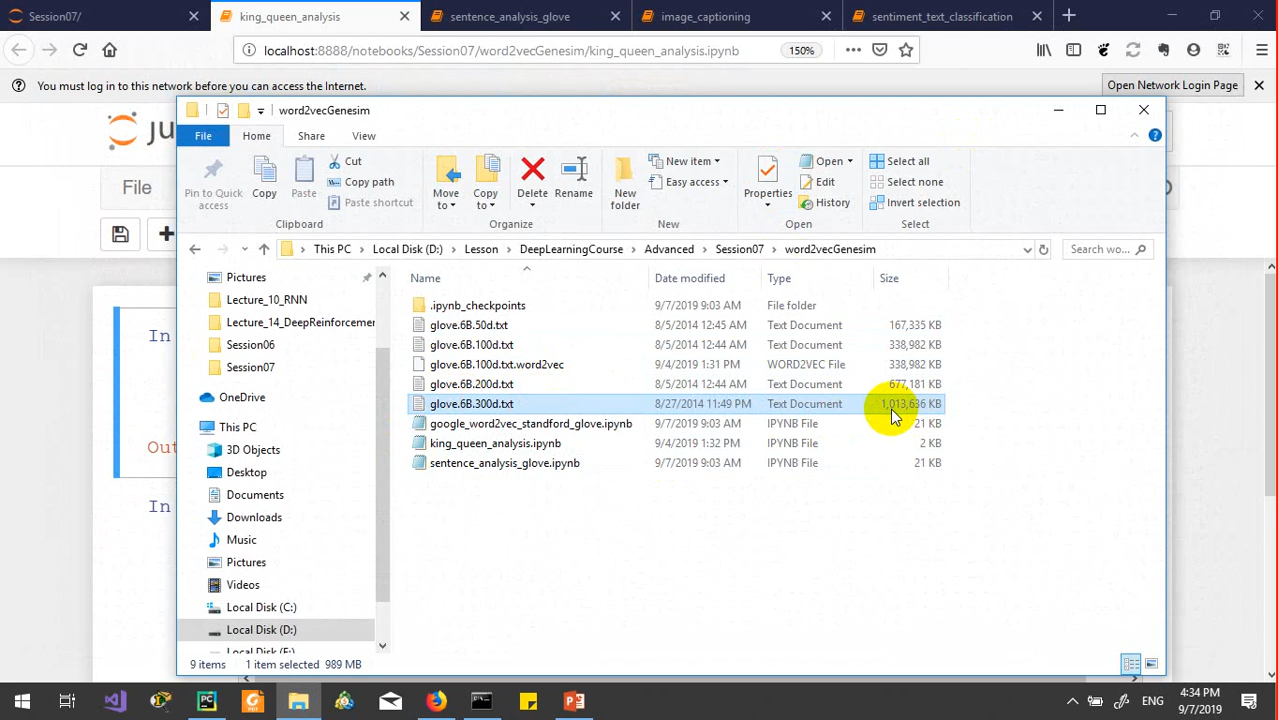 Session07/
king_queen_analysis
sentence_analysis_glove
image_captioning
sentiment_text_classification
localhost:8888/notebooks/Session07/word2vecGenesim/king_queen_analysis.ipynb
150%
You must log in to this network before you can access the Internet.
Open Network Login Page
word2vecGenesim
File
Home
Share
View
Pin to Quick access
Copy
Paste
Cut
Copy path
Paste shortcut
Clipboard
Move to
Copy to
Delete
Rename
Organize
New folder
New item
Easy access
New
Properties
Open
Edit
History
Open
Select all
Select none
Invert selection
Select
This PC > Local Disk (D:) > Lesson > DeepLearningCourse > Advanced > Session07 > word2vecGenesim
Search wo...
Name Date modified Type Size
.ipynb_checkpoints 9/7/2019 9:03 AM File folder
glove.6B.50d.txt 8/5/2014 12:45 AM Text Document 167,335 KB
glove.6B.100d.txt 8/5/2014 12:44 AM Text Document 338,982 KB
glove.6B.100d.txt.word2vec 9/4/2019 1:31 PM WORD2VEC File 338,982 KB
glove.6B.200d.txt 8/5/2014 12:44 AM Text Document 677,181 KB
glove.6B.300d.txt 8/27/2014 11:49 PM Text Document 1,013,636 KB
google_word2vec_standford_glove.ipynb 9/7/2019 9:03 AM IPYNB File 21 KB
king_queen_analysis.ipynb 9/4/2019 1:32 PM IPYNB File 2 KB
sentence_analysis_glove.ipynb 9/7/2019 9:03 AM IPYNB File 21 KB
Pictures
Lecture_10_RNN
Lecture_14_DeepReinforcemen
Session06
Session07
OneDrive
This PC
3D Objects
Desktop
Documents
Downloads
Music
Pictures
Videos
Local Disk (C:)
Local Disk (D:)
9 items 1 item selected 989 MB
File
In
Out
In
ENG
4:34 PM
9/7/2019